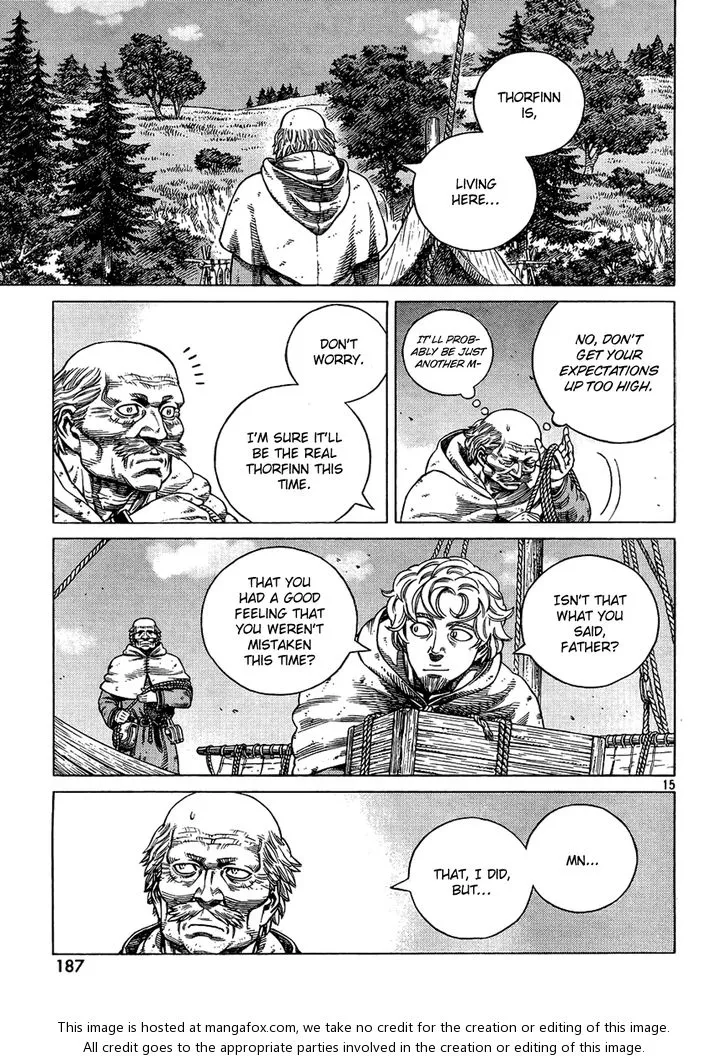 THORFINN
IS,
LIVING
HERE...
NO, DON'T
GET YOUR
EXPECTATIONS
UP TOO HIGH.
IT'LL PROB-
ABLY BE JUST
ANOTHER M-
DON'T
WORRY.
I'M SURE IT'LL
BE THE REAL
THORFINN THIS
TIME.
ISN'T THAT
WHAT YOU
SAID,
FATHER?
THAT YOU
HAD A GOOD
FEELING THAT
YOU WEREN'T
MISTAKEN
THIS TIME?
15
MN...
THAT, I DID,
BUT...
187
This image is hosted at mangafox.com, we take no credit for the creation or editing of this image.
All credit goes to the appropriate parties involved in the creation or editing of this image.